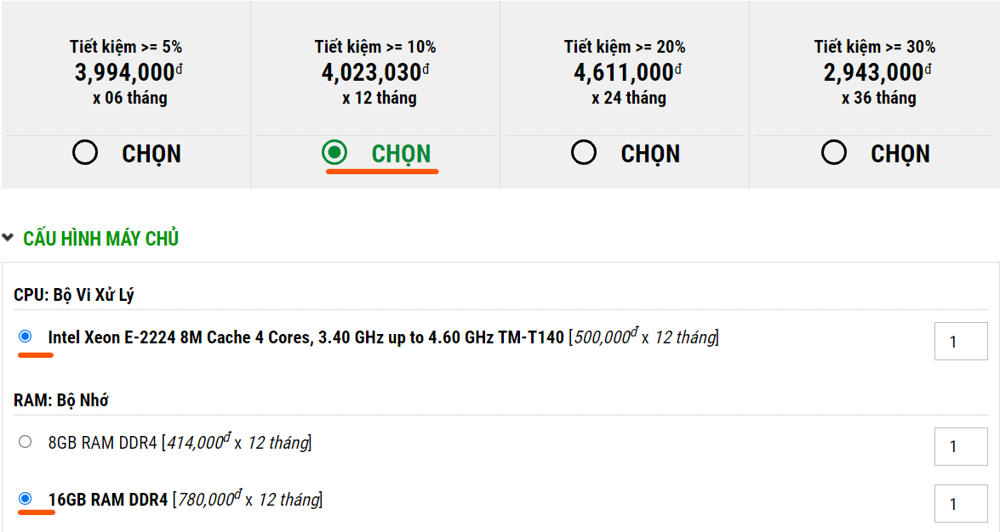 Tiết kiệm >= 5%
3,994,000đ
x 06 tháng
CHỌN
Tiết kiệm >= 10%
4,023,030đ
x 12 tháng
CHỌN
Tiết kiệm >= 20%
4,611,000đ
x 24 tháng
CHỌN
Tiết kiệm >= 30%
2,943,000đ
x 36 tháng
CHỌN
CẤU HÌNH MÁY CHỦ
CPU: Bộ Vi Xử Lý
Intel Xeon E-2224 8M Cache 4 Cores, 3.40 GHz up to 4.60 GHz TM-T140 [500,000đ x 12 tháng] 1
RAM: Bộ Nhớ
8GB RAM DDR4 [414,000đ x 12 tháng] 1
16GB RAM DDR4 [780,000đ x 12 tháng] 1